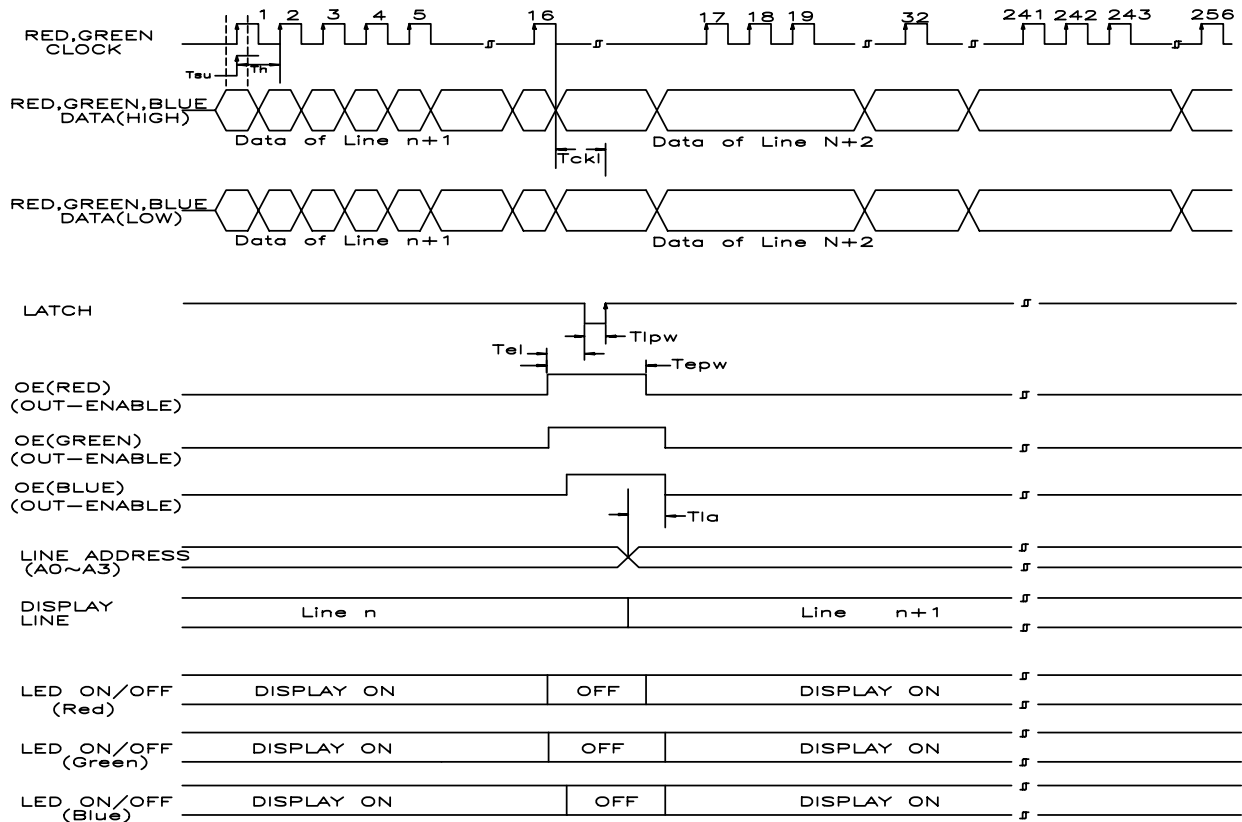 1 2 3 4 5 16 17 18 19 32 241 242 243 256
RED,GREEN
CLOCK
Tsu
Th
RED,GREEN,BLUE
DATA(HIGH)
Data of Line n+1
Data of Line N+2
Tckl
RED,GREEN,BLUE
DATA(LOW)
Data of Line n+1
Data of Line N+2
LATCH
Tlpw
Tel
Tepw
OE(RED)
(OUT-ENABLE)
OE(GREEN)
(OUT-ENABLE)
OE(BLUE)
(OUT-ENABLE)
Tla
LINE ADDRESS
(A0~A3)
DISPLAY
LINE
Line n
Line n+1
LED ON/OFF
(Red)
DISPLAY ON
OFF
DISPLAY ON
LED ON/OFF
(Green)
DISPLAY ON
OFF
DISPLAY ON
LED ON/OFF
(Blue)
DISPLAY ON
OFF
DISPLAY ON